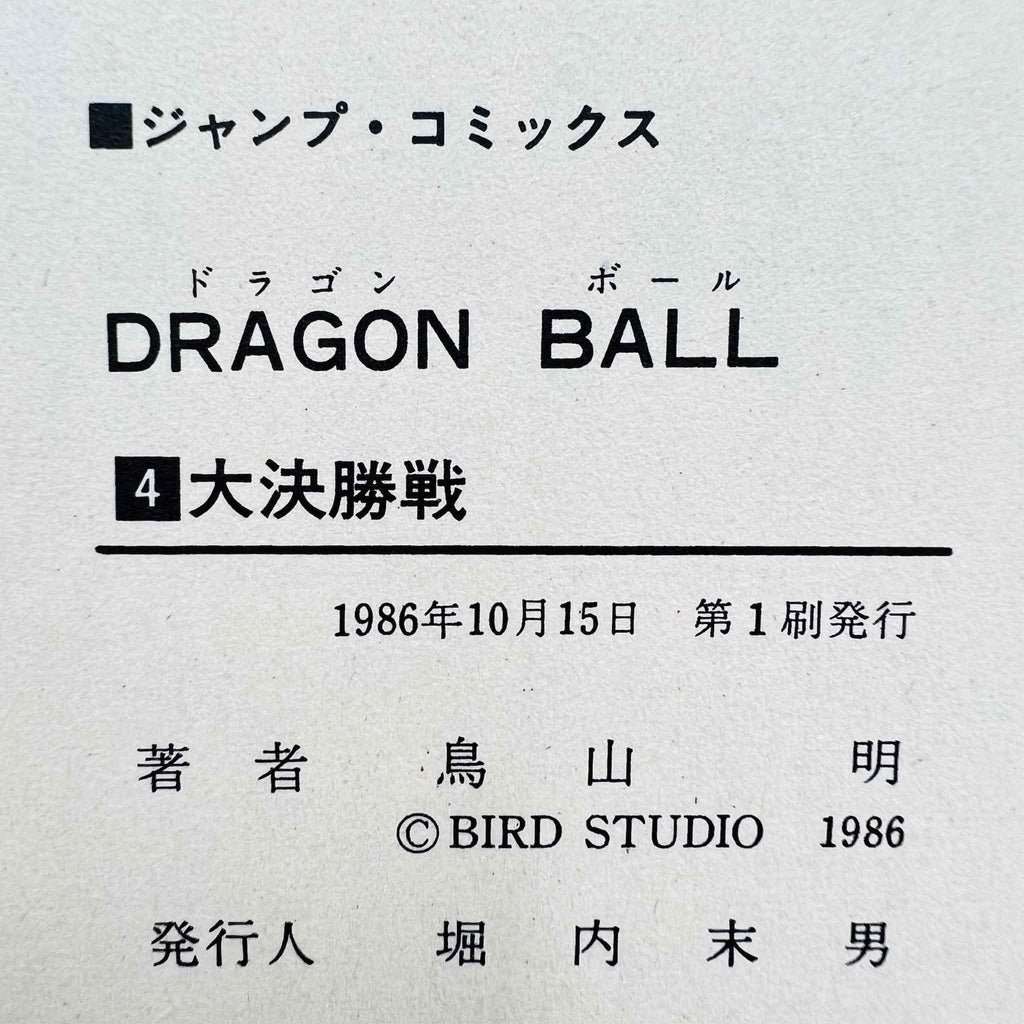 ■ジャンプ・コミックス
ドラゴン ボール
DRAGON BALL
4 大決勝戦
1986年10月15日 第1刷発行
著者 鳥山 明
©BIRD STUDIO 1986
発行人 堀内末男